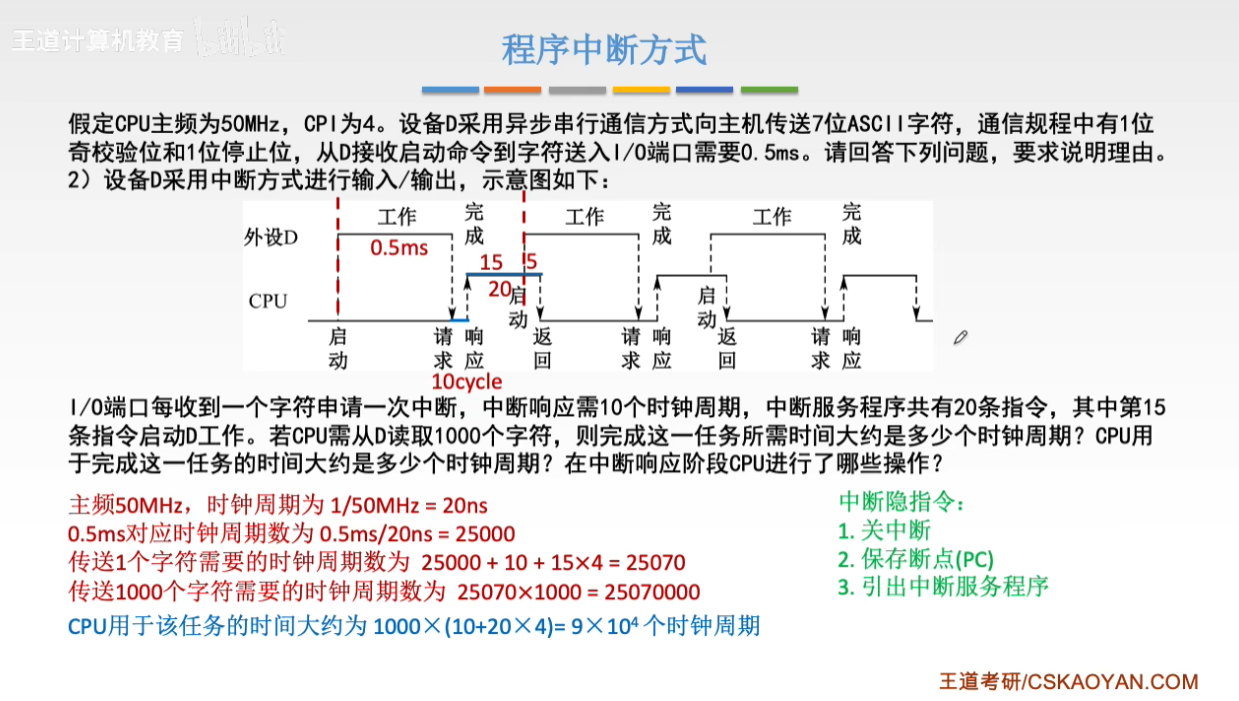 王道计算机教育 bilibili
程序中断方式
假定CPU主频为50MHz，CPI为4。设备D采用异步串行通信方式向主机传送7位ASCII字符，通信规程中有1位
奇校验位和1位停止位，从D接收启动命令到字符送入I/O端口需要0.5ms。请回答下列问题，要求说明理由。
2）设备D采用中断方式进行输入/输出，示意图如下：
工作 完成 工作 完成 工作 完成
外设D
0.5ms
15 5
20
CPU
启动 启动
启动 请求 响应 返回 请求 响应 返回 请求 响应
10cycle
I/O端口每收到一个字符申请一次中断，中断响应需10个时钟周期，中断服务程序共有20条指令，其中第15
条指令启动D工作。若CPU需从D读取1000个字符，则完成这一任务所需时间大约是多少个时钟周期？CPU用
于完成这一任务的时间大约是多少个时钟周期？在中断响应阶段CPU进行了哪些操作？
主频50MHz，时钟周期为 1/50MHz = 20ns
0.5ms对应时钟周期数为 0.5ms/20ns = 25000
传送1个字符需要的时钟周期数为 25000 + 10 + 15×4 = 25070
传送1000个字符需要的时钟周期数为 25070×1000 = 25070000
CPU用于该任务的时间大约为 1000×(10+20×4)= 9×10⁴ 个时钟周期
中断隐指令：
1. 关中断
2. 保存断点(PC)
3. 引出中断服务程序
王道考研/CSKAOYAN.COM